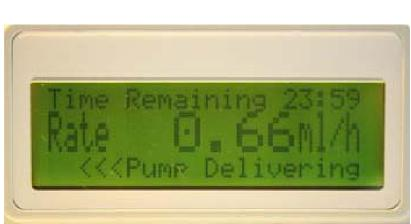 Time Remaining 23:59
Rate 0.66ml/h
<<<Pump Delivering